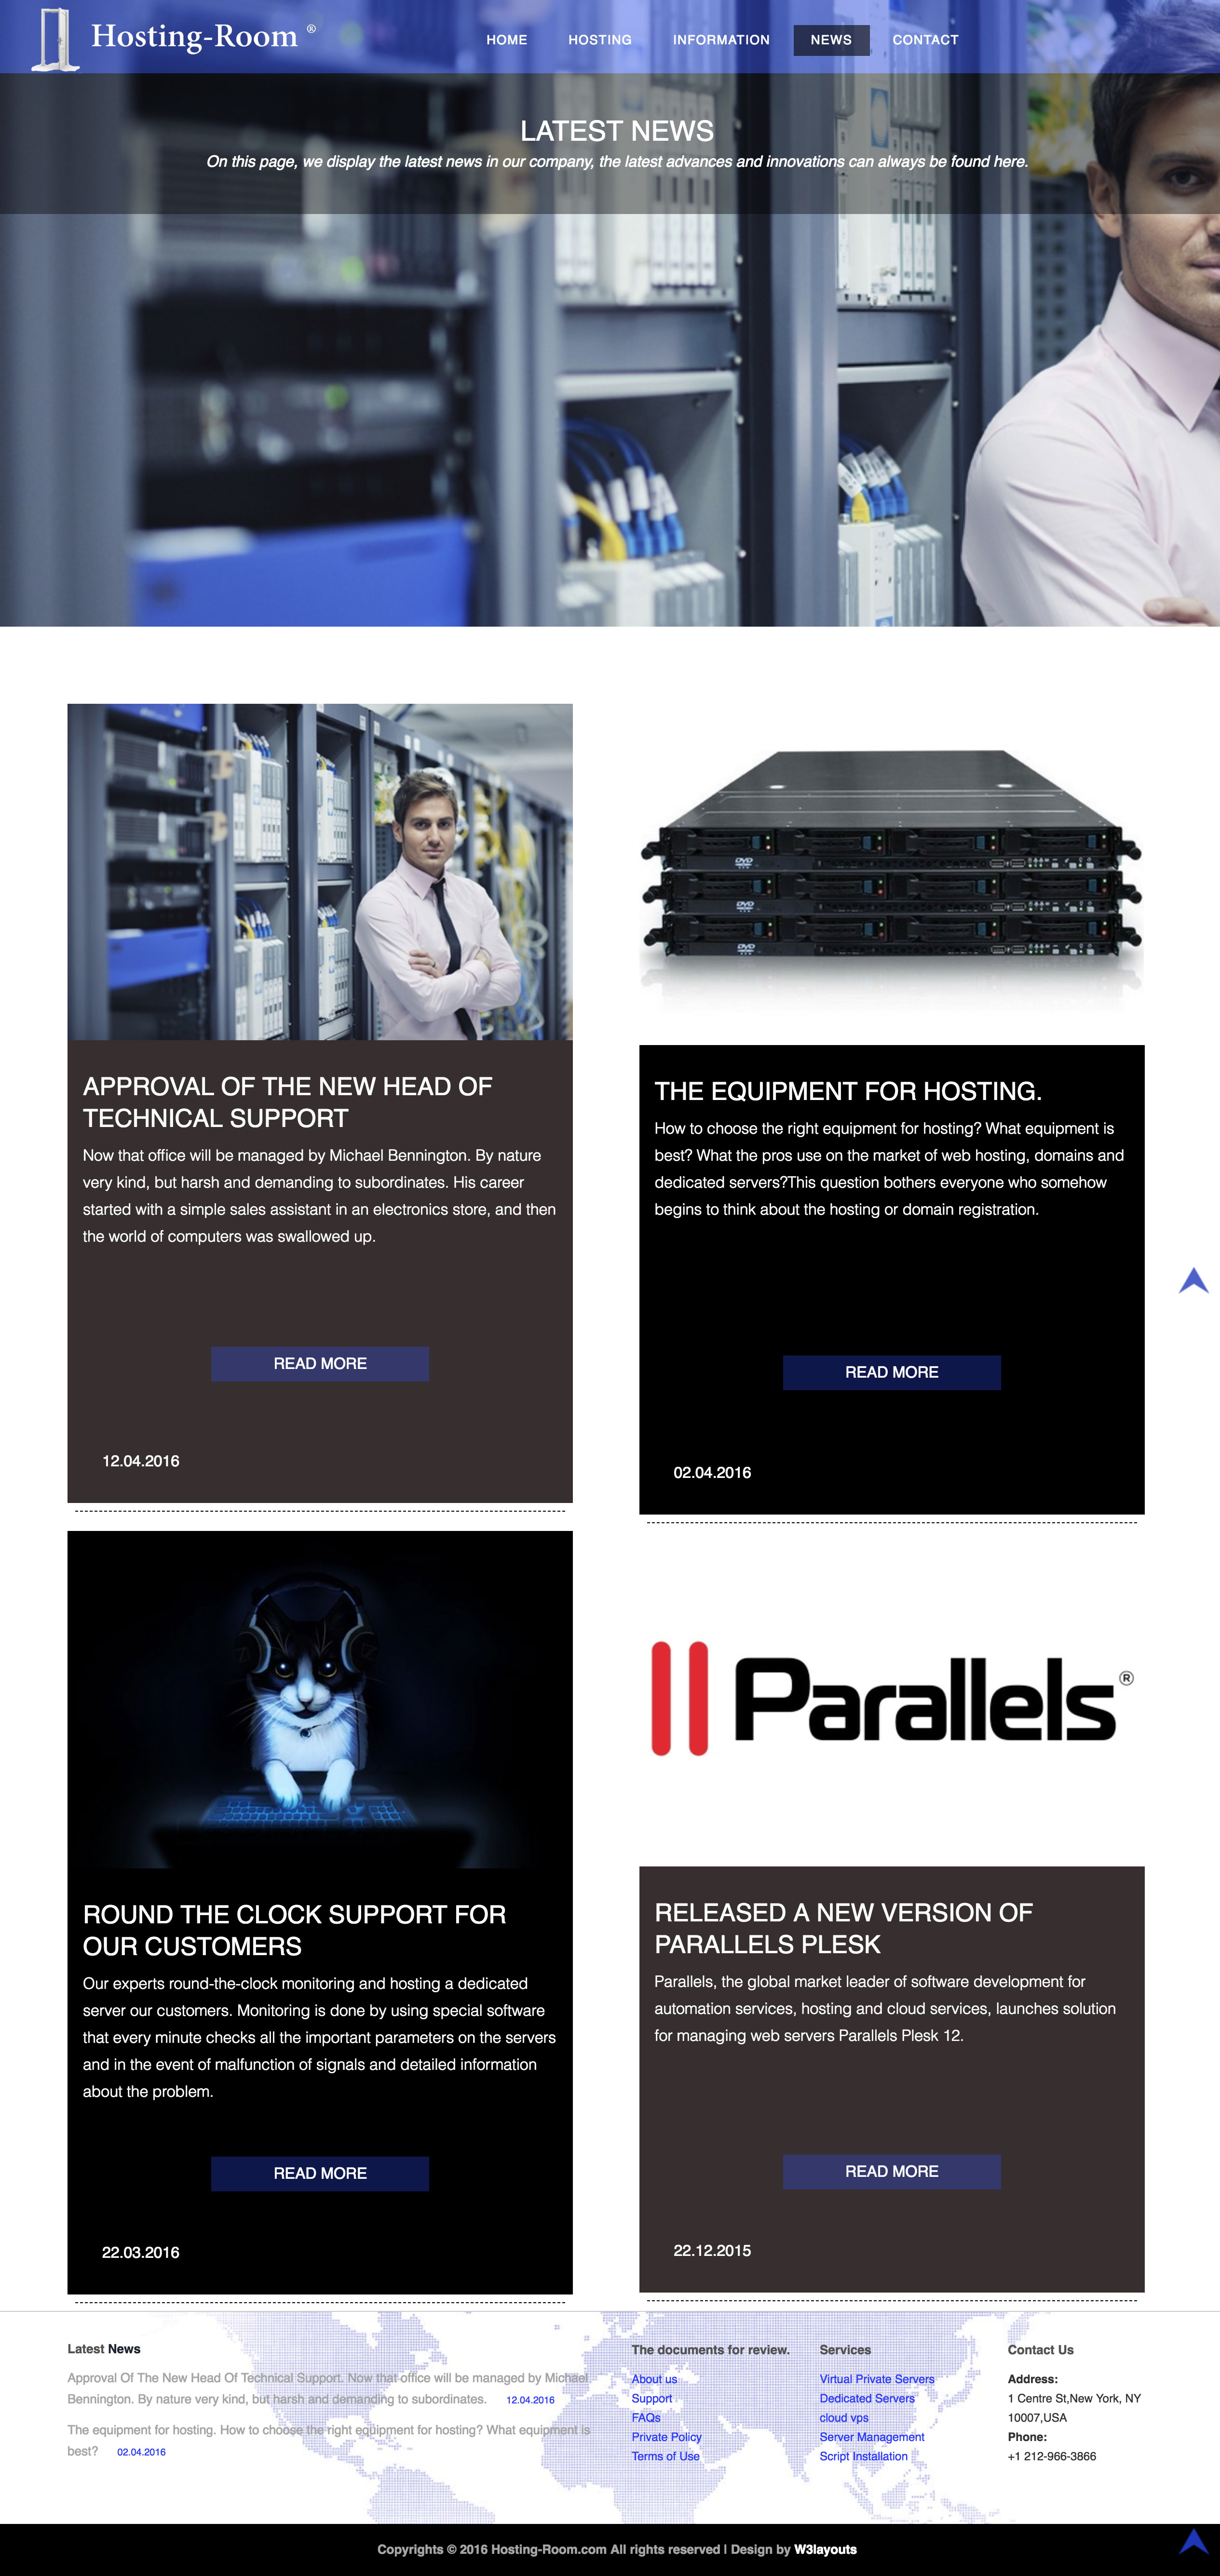 Hosting-Room ®
HOME
HOSTING
INFORMATION
NEWS
CONTACT
LATEST NEWS
On this page, we display the latest news in our company, the latest advances and innovations can always be found here.
APPROVAL OF THE NEW HEAD OF
TECHNICAL SUPPORT
Now that office will be managed by Michael Bennington. By nature
very kind, but harsh and demanding to subordinates. His career
started with a simple sales assistant in an electronics store, and then
the world of computers was swallowed up.
READ MORE
12.04.2016
DVD
DVD
DVD
THE EQUIPMENT FOR HOSTING.
How to choose the right equipment for hosting? What equipment is
best? What the pros use on the market of web hosting, domains and
dedicated servers?This question bothers everyone who somehow
begins to think about the hosting or domain registration.
READ MORE
02.04.2016
ROUND THE CLOCK SUPPORT FOR
OUR CUSTOMERS
Our experts round-the-clock monitoring and hosting a dedicated
server our customers. Monitoring is done by using special software
that every minute checks all the important parameters on the servers
and in the event of malfunction of signals and detailed information
about the problem.
READ MORE
22.03.2016
Parallels®
RELEASED A NEW VERSION OF
PARALLELS PLESK
Parallels, the global market leader of software development for
automation services, hosting and cloud services, launches solution
for managing web servers Parallels Plesk 12.
READ MORE
22.12.2015
Latest News
Approval Of The New Head Of Technical Support. Now that office will be managed by Michael
Bennington. By nature very kind, but harsh and demanding to subordinates. 12.04.2016
The equipment for hosting. How to choose the right equipment for hosting? What equipment is
best? 02.04.2016
The documents for review.
About us
Support
FAQs
Private Policy
Terms of Use
Services
Virtual Private Servers
Dedicated Servers
cloud vps
Server Management
Script Installation
Contact Us
Address:
1 Centre St,New York, NY
10007,USA
Phone:
+1 212-966-3866
Copyrights © 2016 Hosting-Room.com All rights reserved | Design by W3layouts